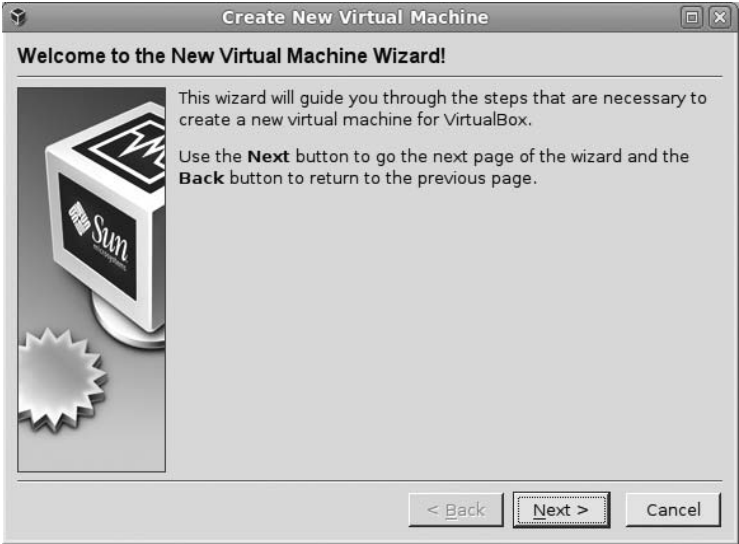 Create New Virtual Machine
Welcome to the New Virtual Machine Wizard!
This wizard will guide you through the steps that are necessary to
create a new virtual machine for VirtualBox.
Use the Next button to go the next page of the wizard and the
Back button to return to the previous page.
Sun
microsystems
< Back
Next >
Cancel